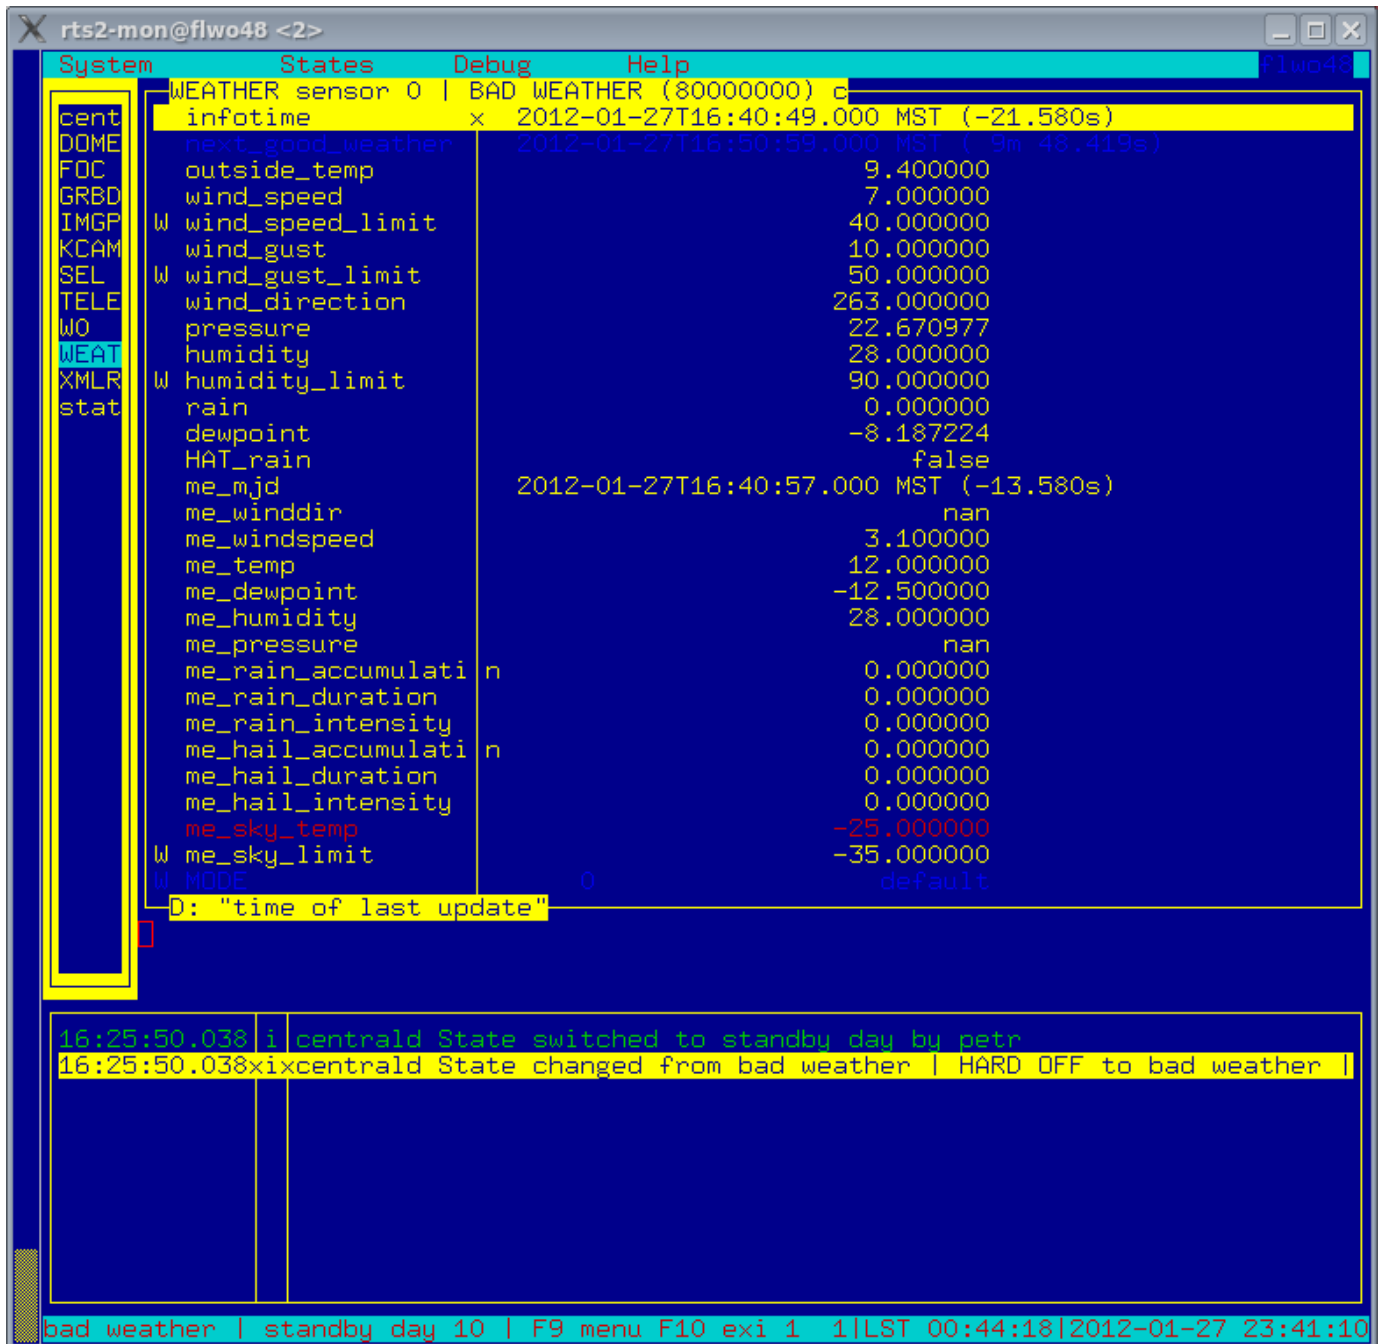 rts2-mon@flwo48 <2>
System States Debug Help flwo48
WEATHER sensor 0 | BAD WEATHER (80000000) c
cent infotime x 2012-01-27T16:40:49.000 MST (-21.580s)
DOME next_good_weather 2012-01-27T16:50:59.000 MST ( 9m 48.419s)
FOC outside_temp 9.400000
GRBD wind_speed 7.000000
IMGP W wind_speed_limit 40.000000
KCAM wind_gust 10.000000
SEL W wind_gust_limit 50.000000
TELE wind_direction 263.000000
WO pressure 22.670977
WEAT humidity 28.000000
XMLR W humidity_limit 90.000000
stat rain 0.000000
dewpoint -8.187224
HAT_rain false
me_mjd 2012-01-27T16:40:57.000 MST (-13.580s)
me_winddir nan
me_windspeed 3.100000
me_temp 12.000000
me_dewpoint -12.500000
me_humidity 28.000000
me_pressure nan
me_rain_accumulati n 0.000000
me_rain_duration 0.000000
me_rain_intensity 0.000000
me_hail_accumulati n 0.000000
me_hail_duration 0.000000
me_hail_intensity 0.000000
me_sky_temp -25.000000
W me_sky_limit -35.000000
W MODE 0 default
D: "time of last update"
16:25:50.038 i centrald State switched to standby day by petr
16:25:50.038xixcentrald State changed from bad weather | HARD OFF to bad weather |
bad weather | standby day 10 | F9 menu F10 exi 1 1|LST 00:44:18|2012-01-27 23:41:10